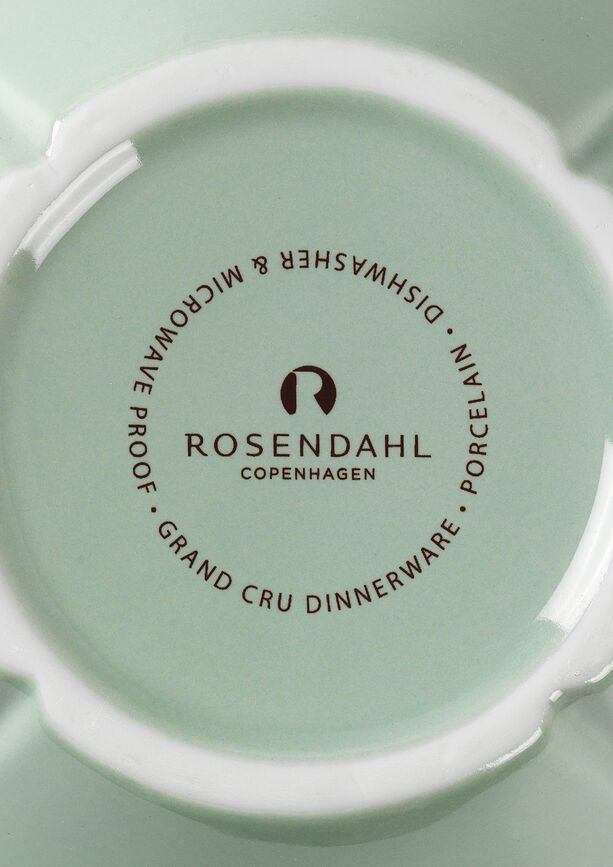 R
ROSENDAHL
COPENHAGEN
GRAND CRU DINNERWARE • PORCELAIN • DISHWASHER & MICROWAVE PROOF •